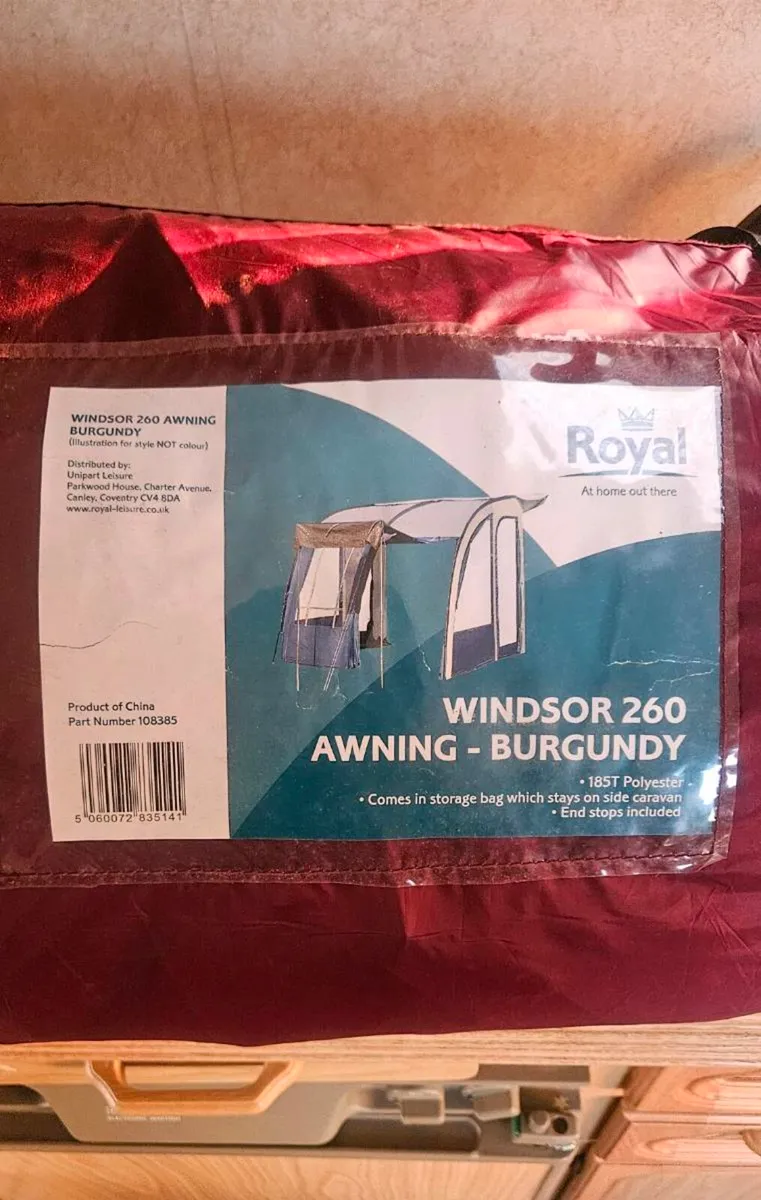 WINDSOR 260 AWNING
BURGUNDY
(Illustration for style NOT colour)
Distributed by:
Unipart Leisure
Parkwood House, Charter Avenue,
Canley, Coventry CV4 8DA
www.royal-leisure.co.uk
Product of China
Part Number 108385
5 060072 835141
Royal
At home out there
WINDSOR 260
AWNING - BURGUNDY
• 185T Polyester
• Comes in storage bag which stays on side caravan
• End stops included